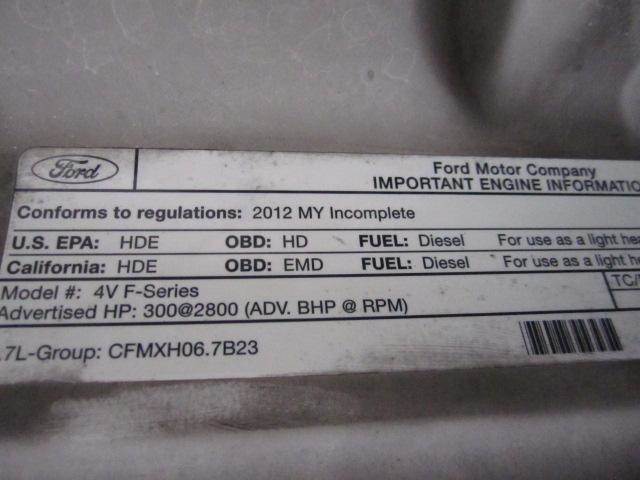 Ford
Ford Motor Company
IMPORTANT ENGINE INFORMATIO
Conforms to regulations: 2012 MY Incomplete
U.S. EPA: HDE OBD: HD FUEL: Diesel For use as a light hea
California: HDE OBD: EMD FUEL: Diesel For use as a light he
Model #: 4V F-Series TC/
Advertised HP: 300@2800 (ADV. BHP @ RPM)
.7L-Group: CFMXH06.7B23